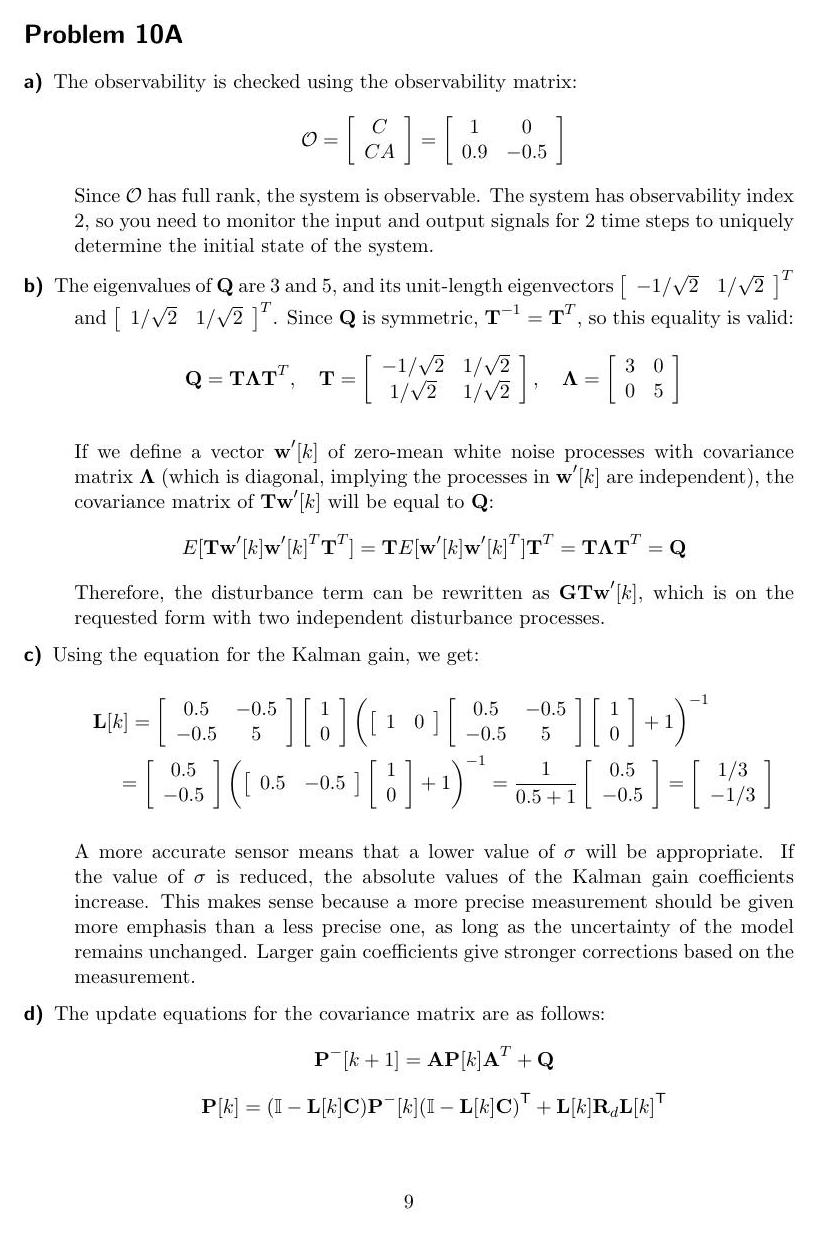 Problem 10A
a) The observability is checked using the observability matrix:
𝒪 = [ C ; CA ] = [ 1 0 ; 0.9 −0.5 ]
Since 𝒪 has full rank, the system is observable. The system has observability index
2, so you need to monitor the input and output signals for 2 time steps to uniquely
determine the initial state of the system.
b) The eigenvalues of Q are 3 and 5, and its unit-length eigenvectors [ −1/√2 1/√2 ]^T
and [ 1/√2 1/√2 ]^T. Since Q is symmetric, T^−1 = T^T, so this equality is valid:
Q = TΛT^T, T = [ −1/√2 1/√2 ; 1/√2 1/√2 ], Λ = [ 3 0 ; 0 5 ]
If we define a vector w′[k] of zero-mean white noise processes with covariance
matrix Λ (which is diagonal, implying the processes in w′[k] are independent), the
covariance matrix of Tw′[k] will be equal to Q:
E[Tw′[k]w′[k]^T T^T] = TE[w′[k]w′[k]^T]T^T = TΛT^T = Q
Therefore, the disturbance term can be rewritten as GTw′[k], which is on the
requested form with two independent disturbance processes.
c) Using the equation for the Kalman gain, we get:
L[k] = [ 0.5 −0.5 ; −0.5 5 ] [ 1 ; 0 ] ( [ 1 0 ] [ 0.5 −0.5 ; −0.5 5 ] [ 1 ; 0 ] + 1 )^−1
= [ 0.5 ; −0.5 ] ( [ 0.5 −0.5 ] [ 1 ; 0 ] + 1 )^−1 = 1/(0.5 + 1) [ 0.5 ; −0.5 ] = [ 1/3 ; −1/3 ]
A more accurate sensor means that a lower value of σ will be appropriate. If
the value of σ is reduced, the absolute values of the Kalman gain coefficients
increase. This makes sense because a more precise measurement should be given
more emphasis than a less precise one, as long as the uncertainty of the model
remains unchanged. Larger gain coefficients give stronger corrections based on the
measurement.
d) The update equations for the covariance matrix are as follows:
P^−[k + 1] = AP[k]A^T + Q
P[k] = (𝕀 − L[k]C)P^−[k](𝕀 − L[k]C)^T + L[k]R_d L[k]^T
9